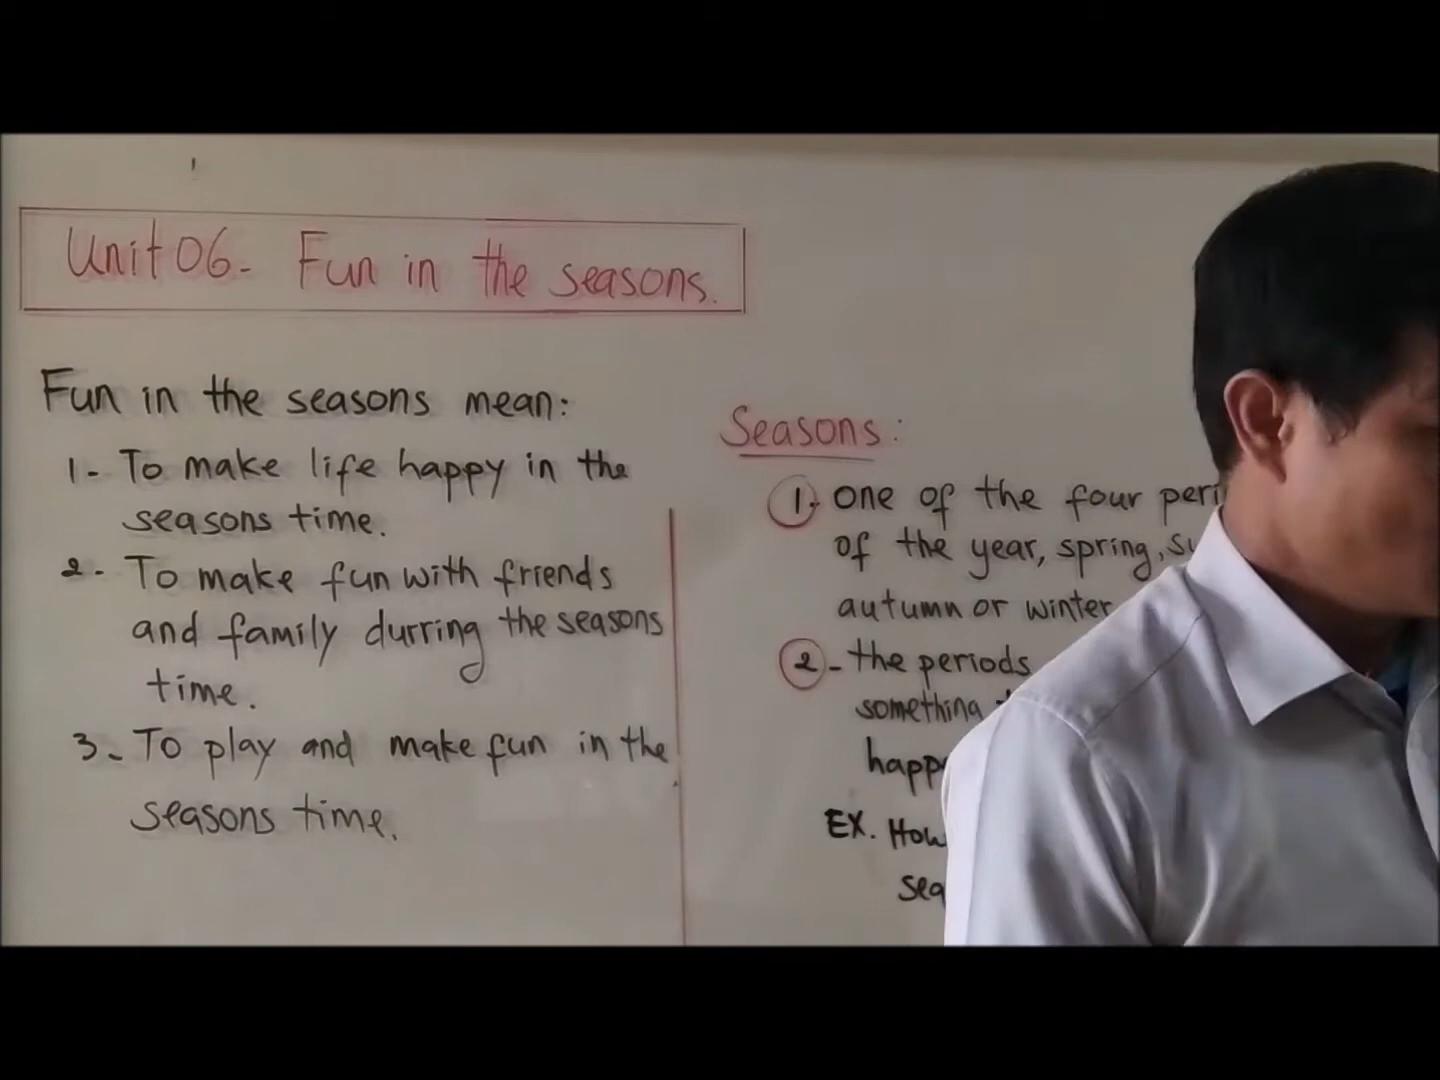 Unit 06- Fun in the seasons.
Fun in the seasons mean:
1- To make life happy in the
seasons time.
2- To make fun with friends
and family durring the seasons
time.
3- To play and make fun in the
seasons time.
Seasons:
1- one of the four
of the year, spring,
autumn or winter
2- the periods
something
EX. How